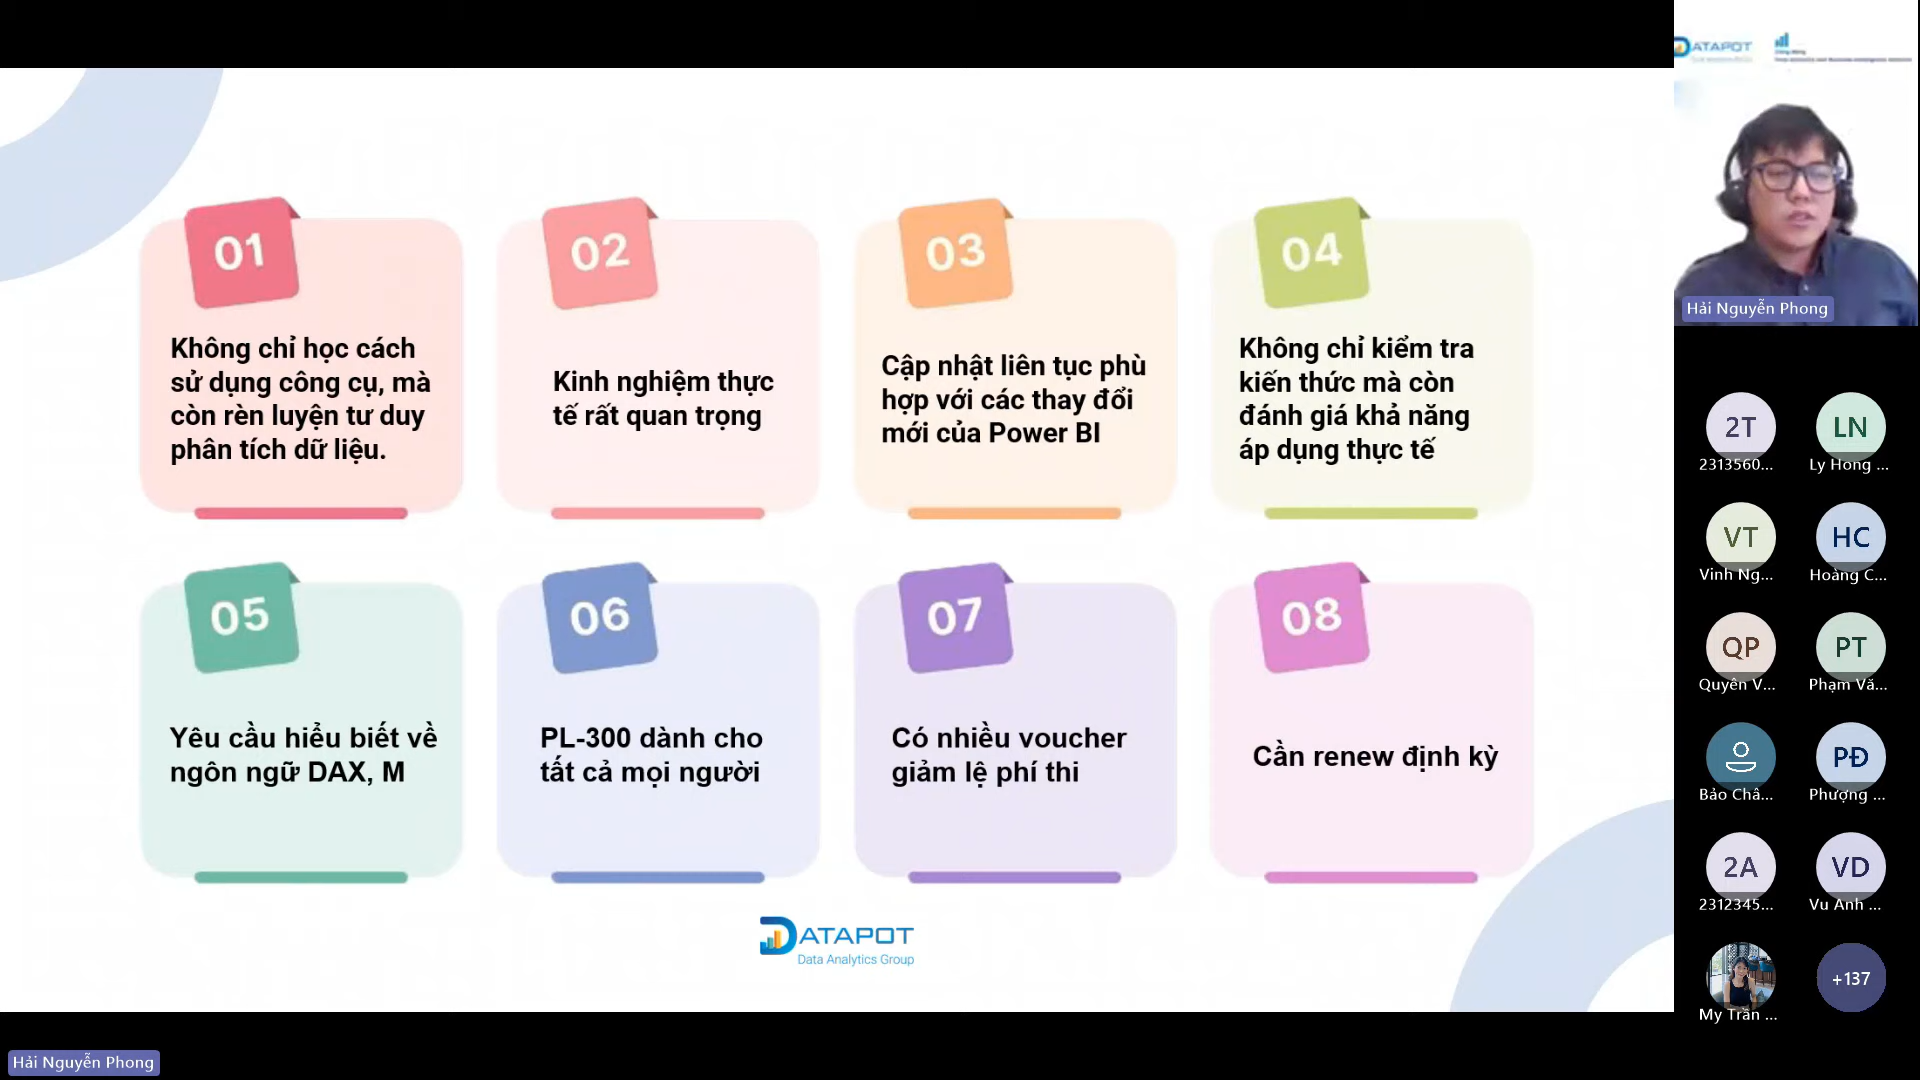 01
Không chỉ học cách
sử dụng công cụ, mà
còn rèn luyện tư duy
phân tích dữ liệu.
02
Kinh nghiệm thực
tế rất quan trọng
03
Cập nhật liên tục phù
hợp với các thay đổi
mới của Power BI
04
Không chỉ kiểm tra
kiến thức mà còn
đánh giá khả năng
áp dụng thực tế
05
Yêu cầu hiểu biết về
ngôn ngữ DAX, M
06
PL-300 dành cho
tất cả mọi người
07
Có nhiều voucher
giảm lệ phí thi
08
Cần renew định kỳ
DATAPOT
Data Analytics Group
Hải Nguyễn Phong
DATAPOT
Hải Nguyễn Phong
2T
LN
2313560...
Ly Hong ...
VT
HC
Vinh Ng...
Hoàng C...
QP
PT
Quyên V...
Phạm Vă...
PĐ
Bảo Châ...
Phượng ...
2A
VD
2312345...
Vu Anh ...
+137
My Trần ...